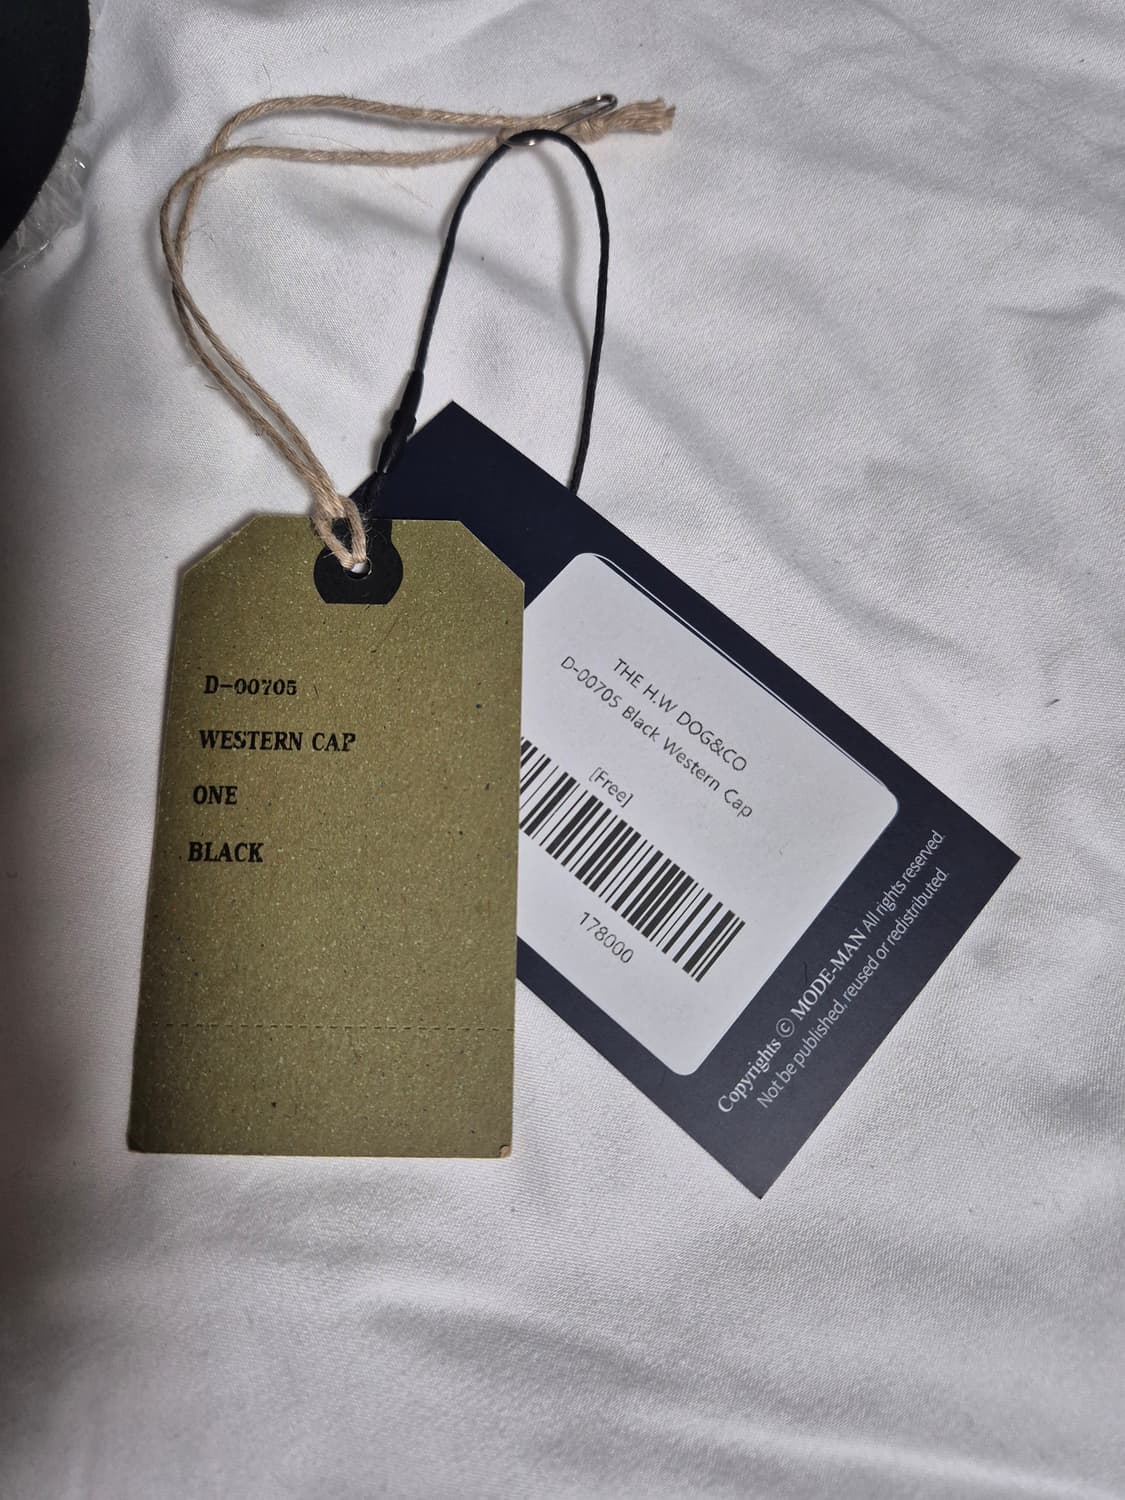 D-00705
WESTERN CAP
ONE
BLACK
THE H.W DOG&CO
D-00705 Black Western Cap
[Free]
178000
Copyrights © MODE-MAN All rights reserved.
Not be published, reused or redistributed.